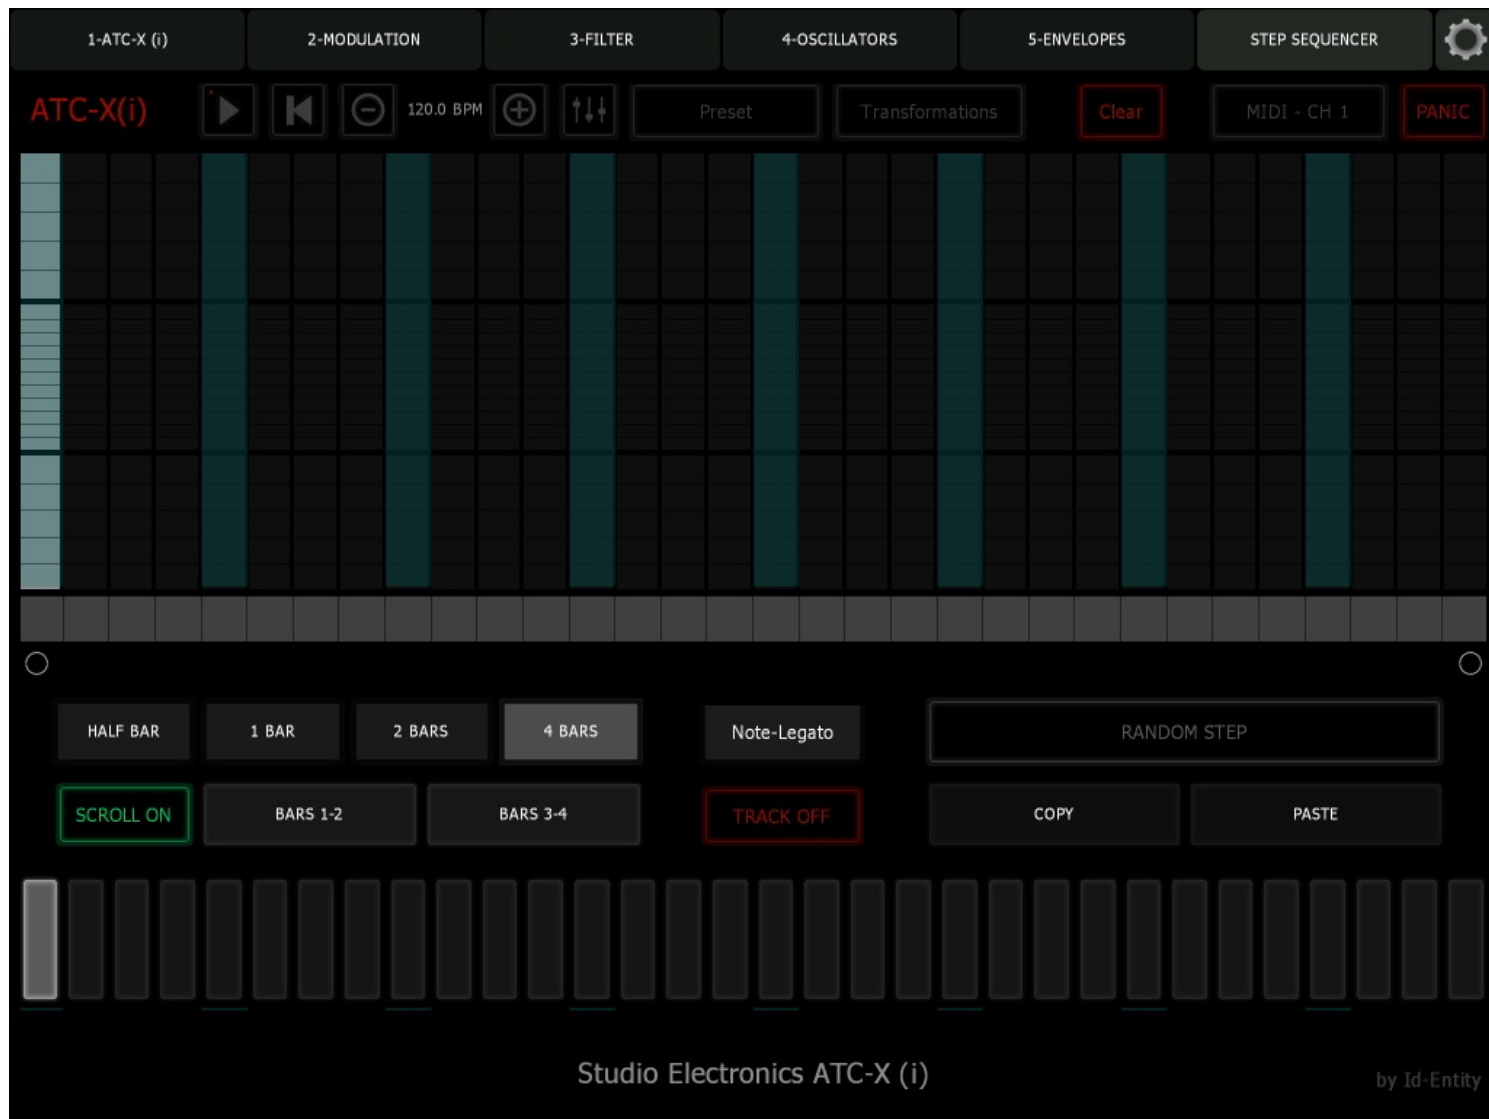 1-ATC-X (i) 2-MODULATION 3-FILTER 4-OSCILLATORS 5-ENVELOPES STEP SEQUENCER
ATC-X(i) 120.0 BPM Preset Transformations Clear MIDI - CH 1 PANIC
HALF BAR 1 BAR 2 BARS 4 BARS Note-Legato RANDOM STEP
SCROLL ON BARS 1-2 BARS 3-4 TRACK OFF COPY PASTE
Studio Electronics ATC-X (i)
by Id-Entity